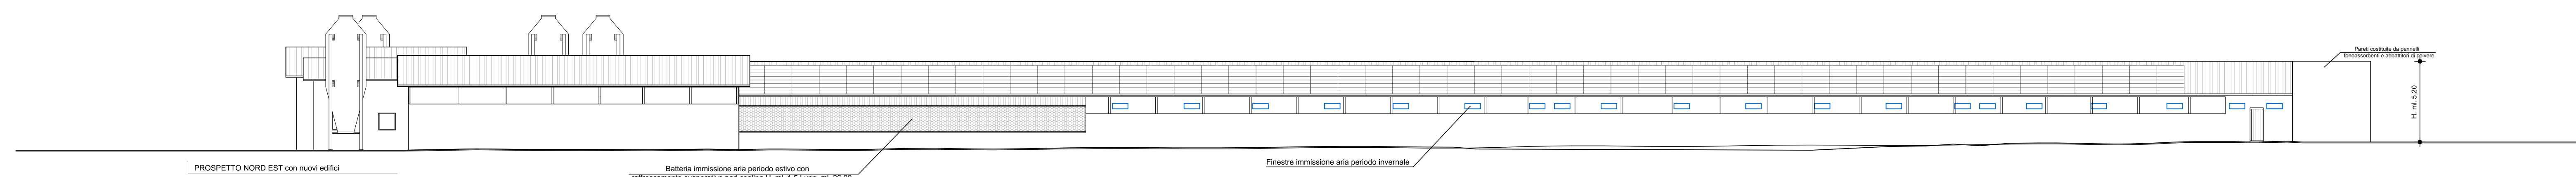 Pareti costituite da pannelli
fonoassorbenti e abbattitori di polvere
H. ml. 5.20
PROSPETTO NORD EST con nuovi edifici
Batteria immissione aria periodo estivo con
Finestre immissione aria periodo invernale